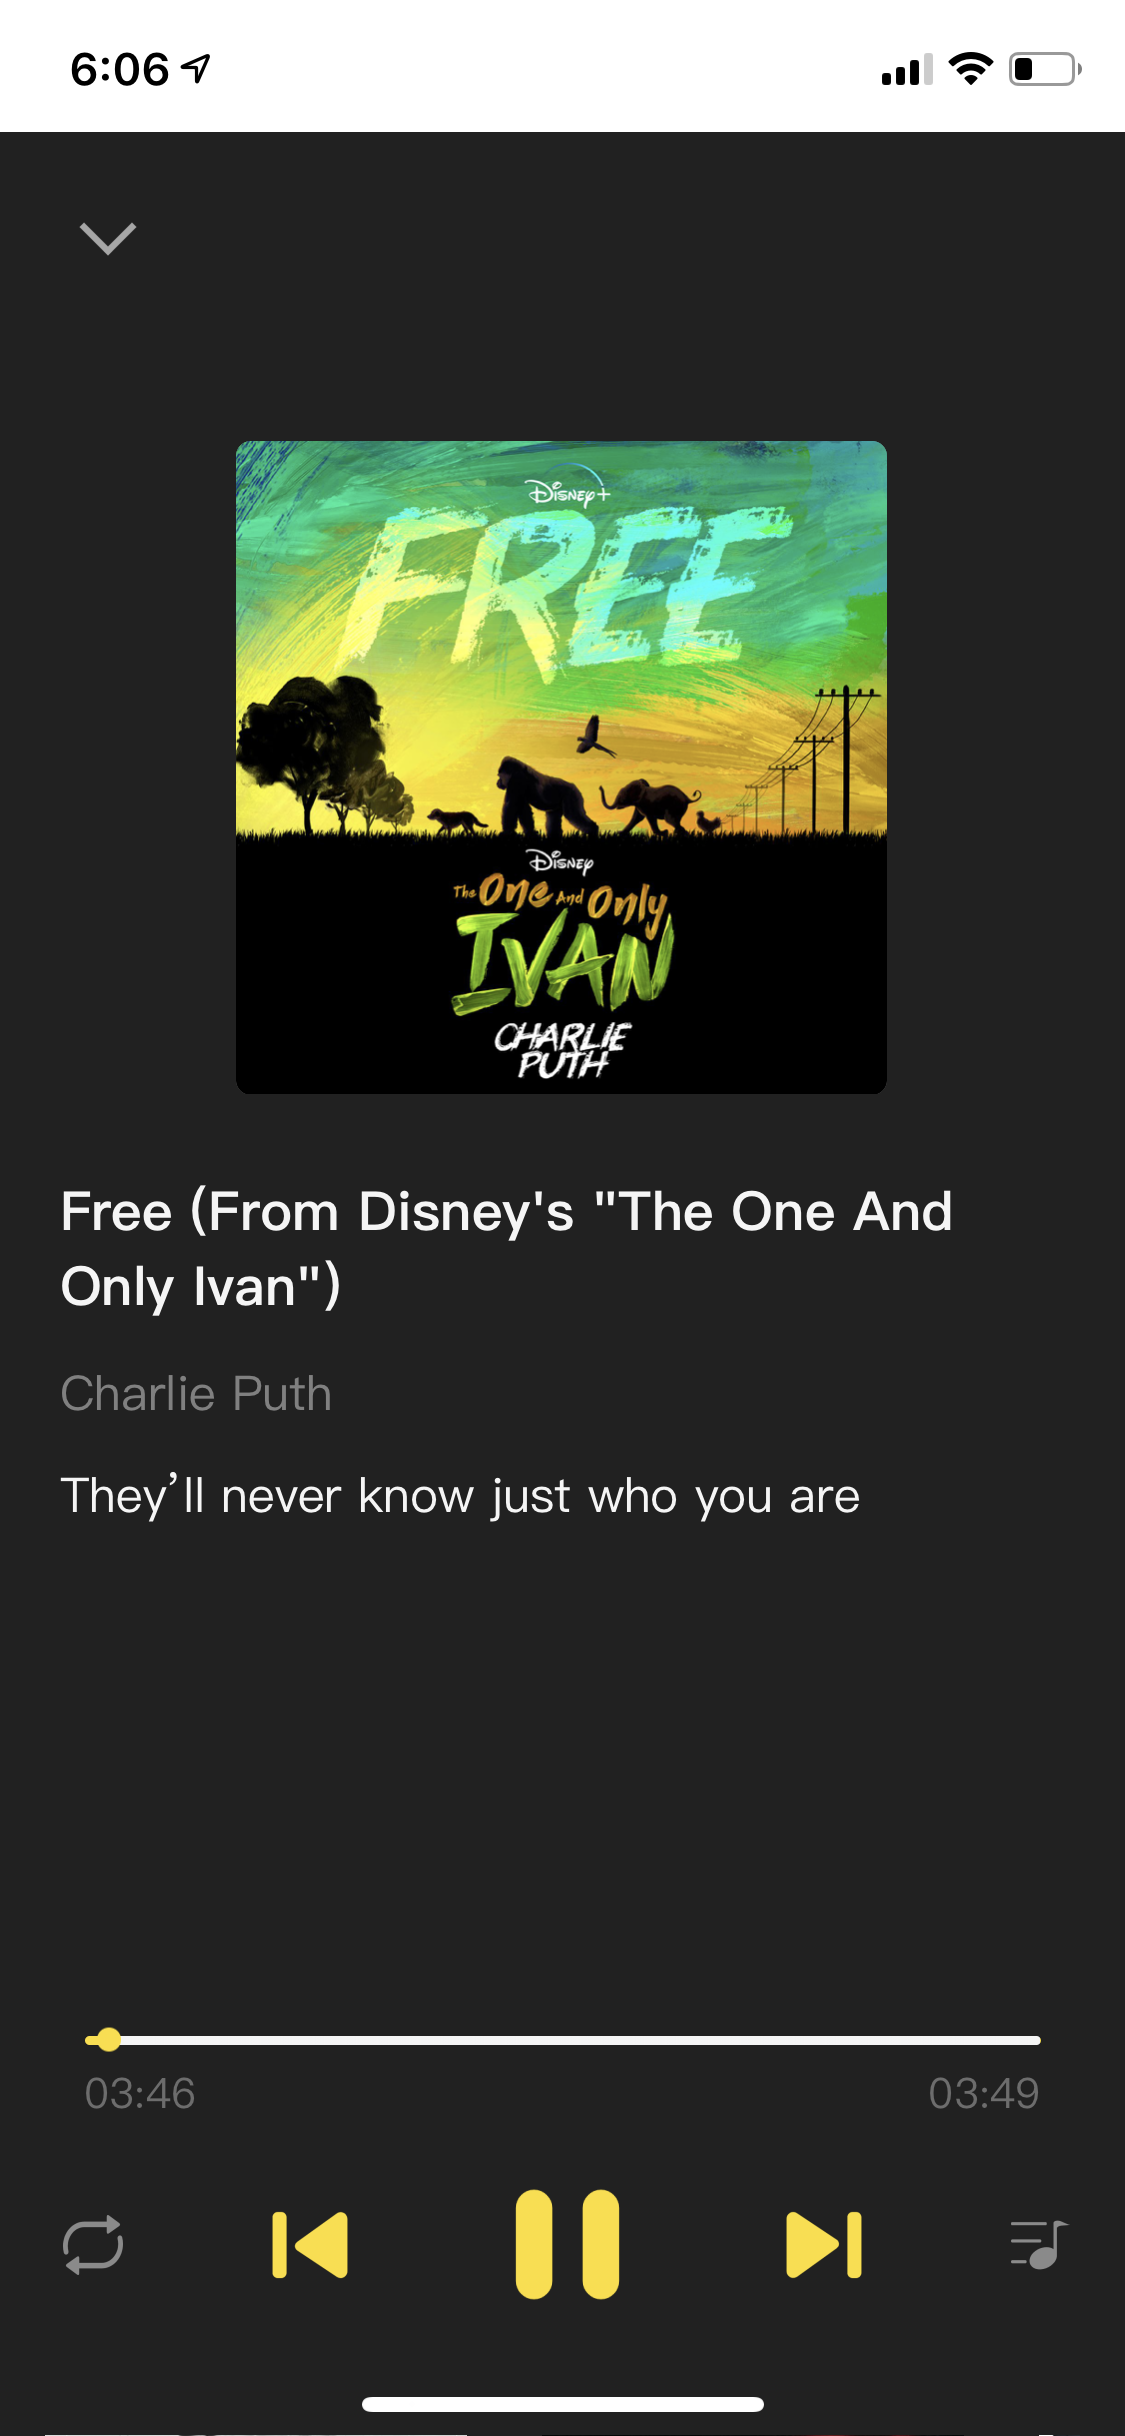 6:06
Disney+
FREE
Disney
The One And Only
IVAN
CHARLIE
PUTH
Free (From Disney's "The One And
Only Ivan")
Charlie Puth
They’ll never know just who you are
03:46
03:49